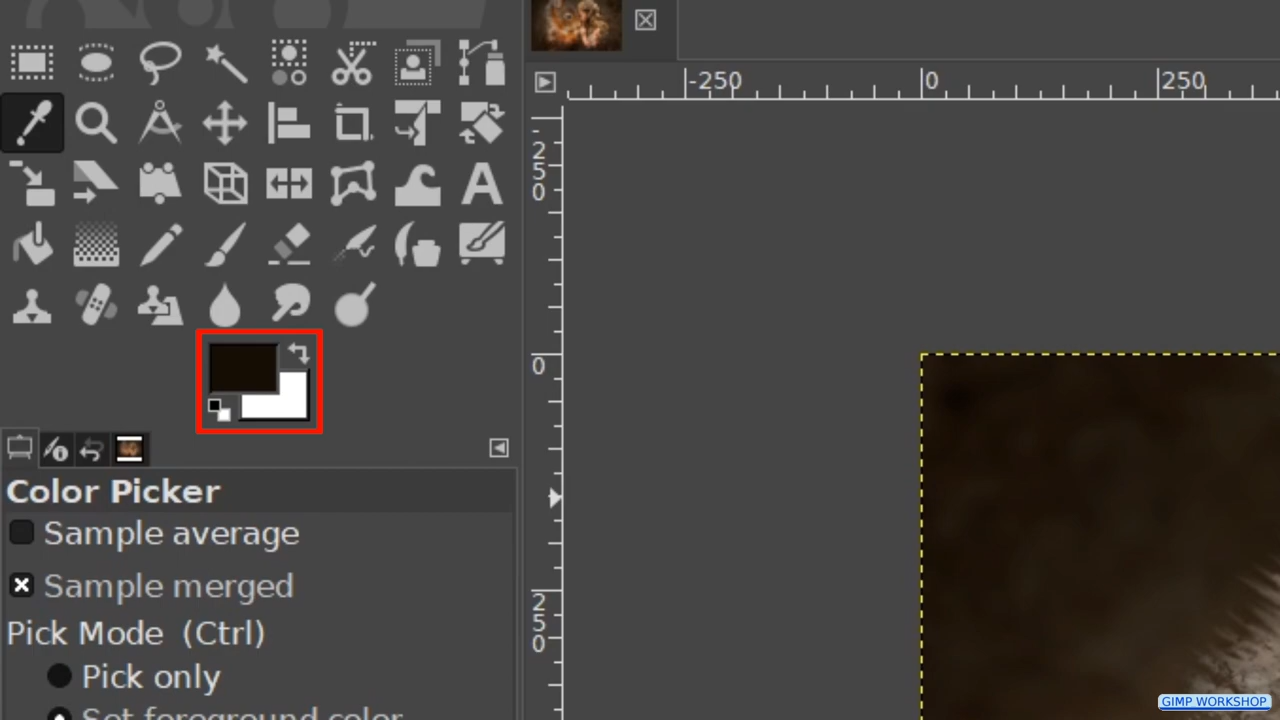 -250 0 250
-250
0
250
Color Picker
Sample average
Sample merged
Pick Mode (Ctrl)
Pick only
Set foreground color
GIMP WORKSHOP